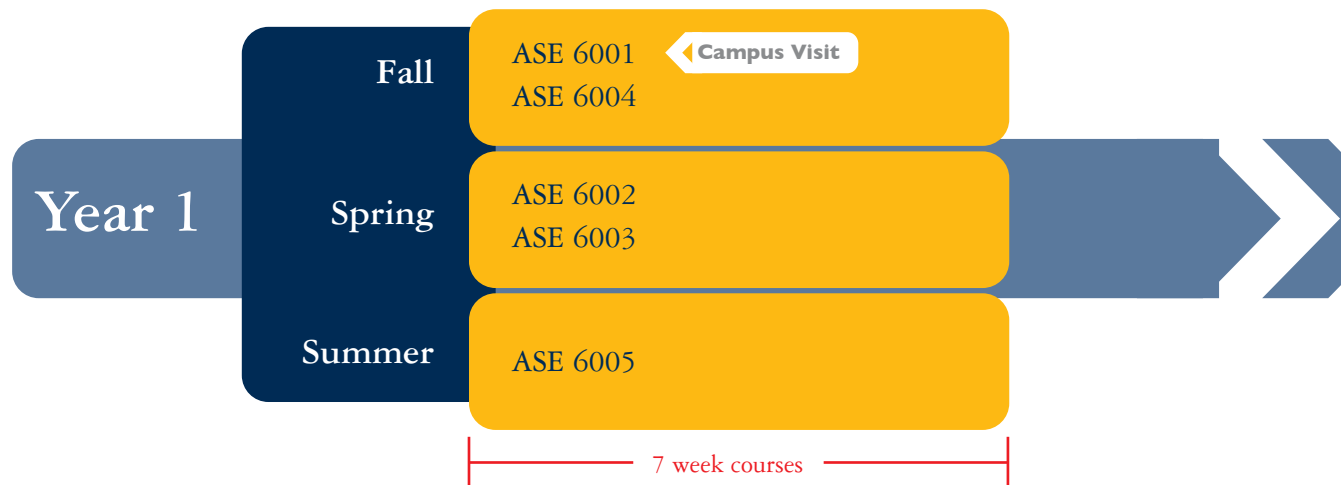 Year 1
Fall
ASE 6001
Campus Visit
ASE 6004
Spring
ASE 6002
ASE 6003
Summer
ASE 6005
7 week courses